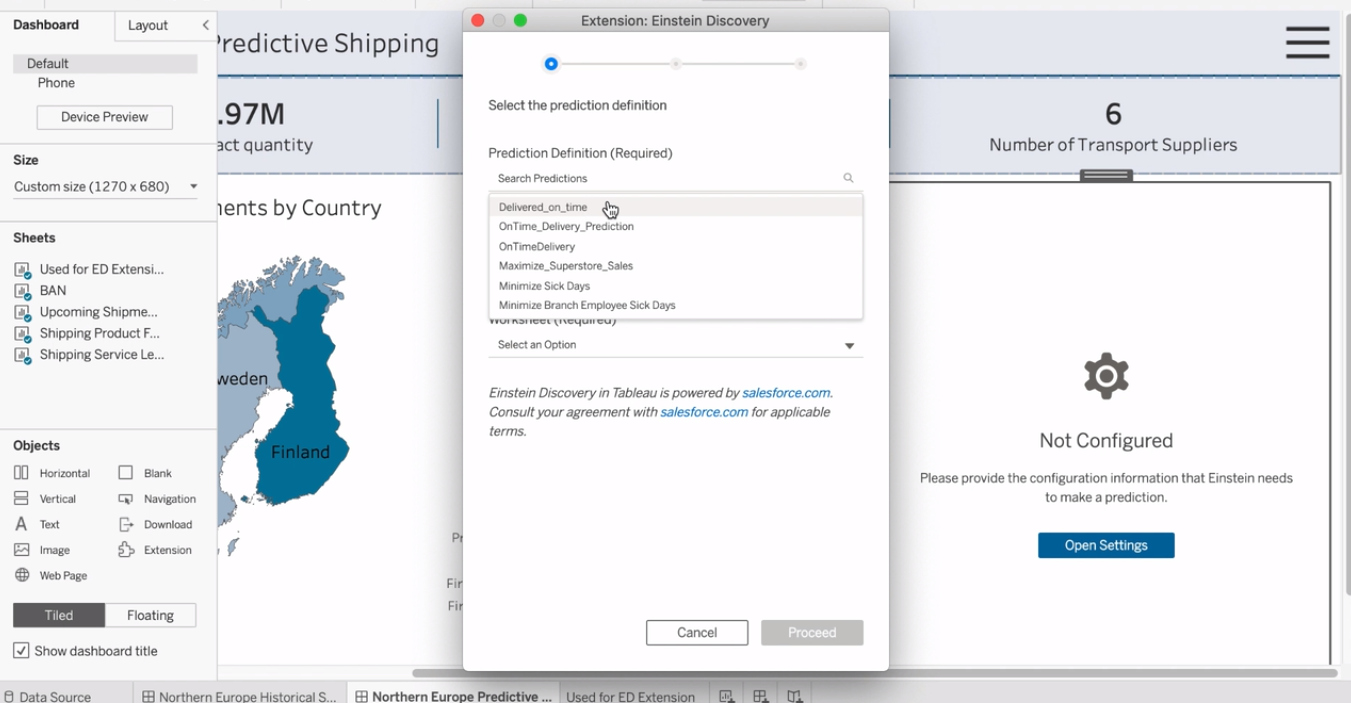 Dashboard
Layout
Default
Phone
Device Preview
Size
Custom size (1270 x 680)
Sheets
Used for ED Extensi...
BAN
Upcoming Shipme...
Shipping Product F...
Shipping Service Le...
Objects
Horizontal
Blank
Vertical
Navigation
Text
Download
Image
Extension
Web Page
Tiled
Floating
Show dashboard title
Predictive Shipping
.97M
act quantity
ments by Country
weden
Finland
Pr
Fir
Fir
Extension: Einstein Discovery
Select the prediction definition
Prediction Definition (Required)
Search Predictions
Delivered_on_time
OnTime_Delivery_Prediction
OnTimeDelivery
Maximize_Superstore_Sales
Minimize Sick Days
Minimize Branch Employee Sick Days
Worksheet (Required)
Select an Option
Einstein Discovery in Tableau is powered by salesforce.com.
Consult your agreement with salesforce.com for applicable
terms.
Cancel
Proceed
6
Number of Transport Suppliers
Not Configured
Please provide the configuration information that Einstein needs
to make a prediction.
Open Settings
Data Source
Northern Europe Historical S...
Northern Europe Predictive ...
Used for ED Extension